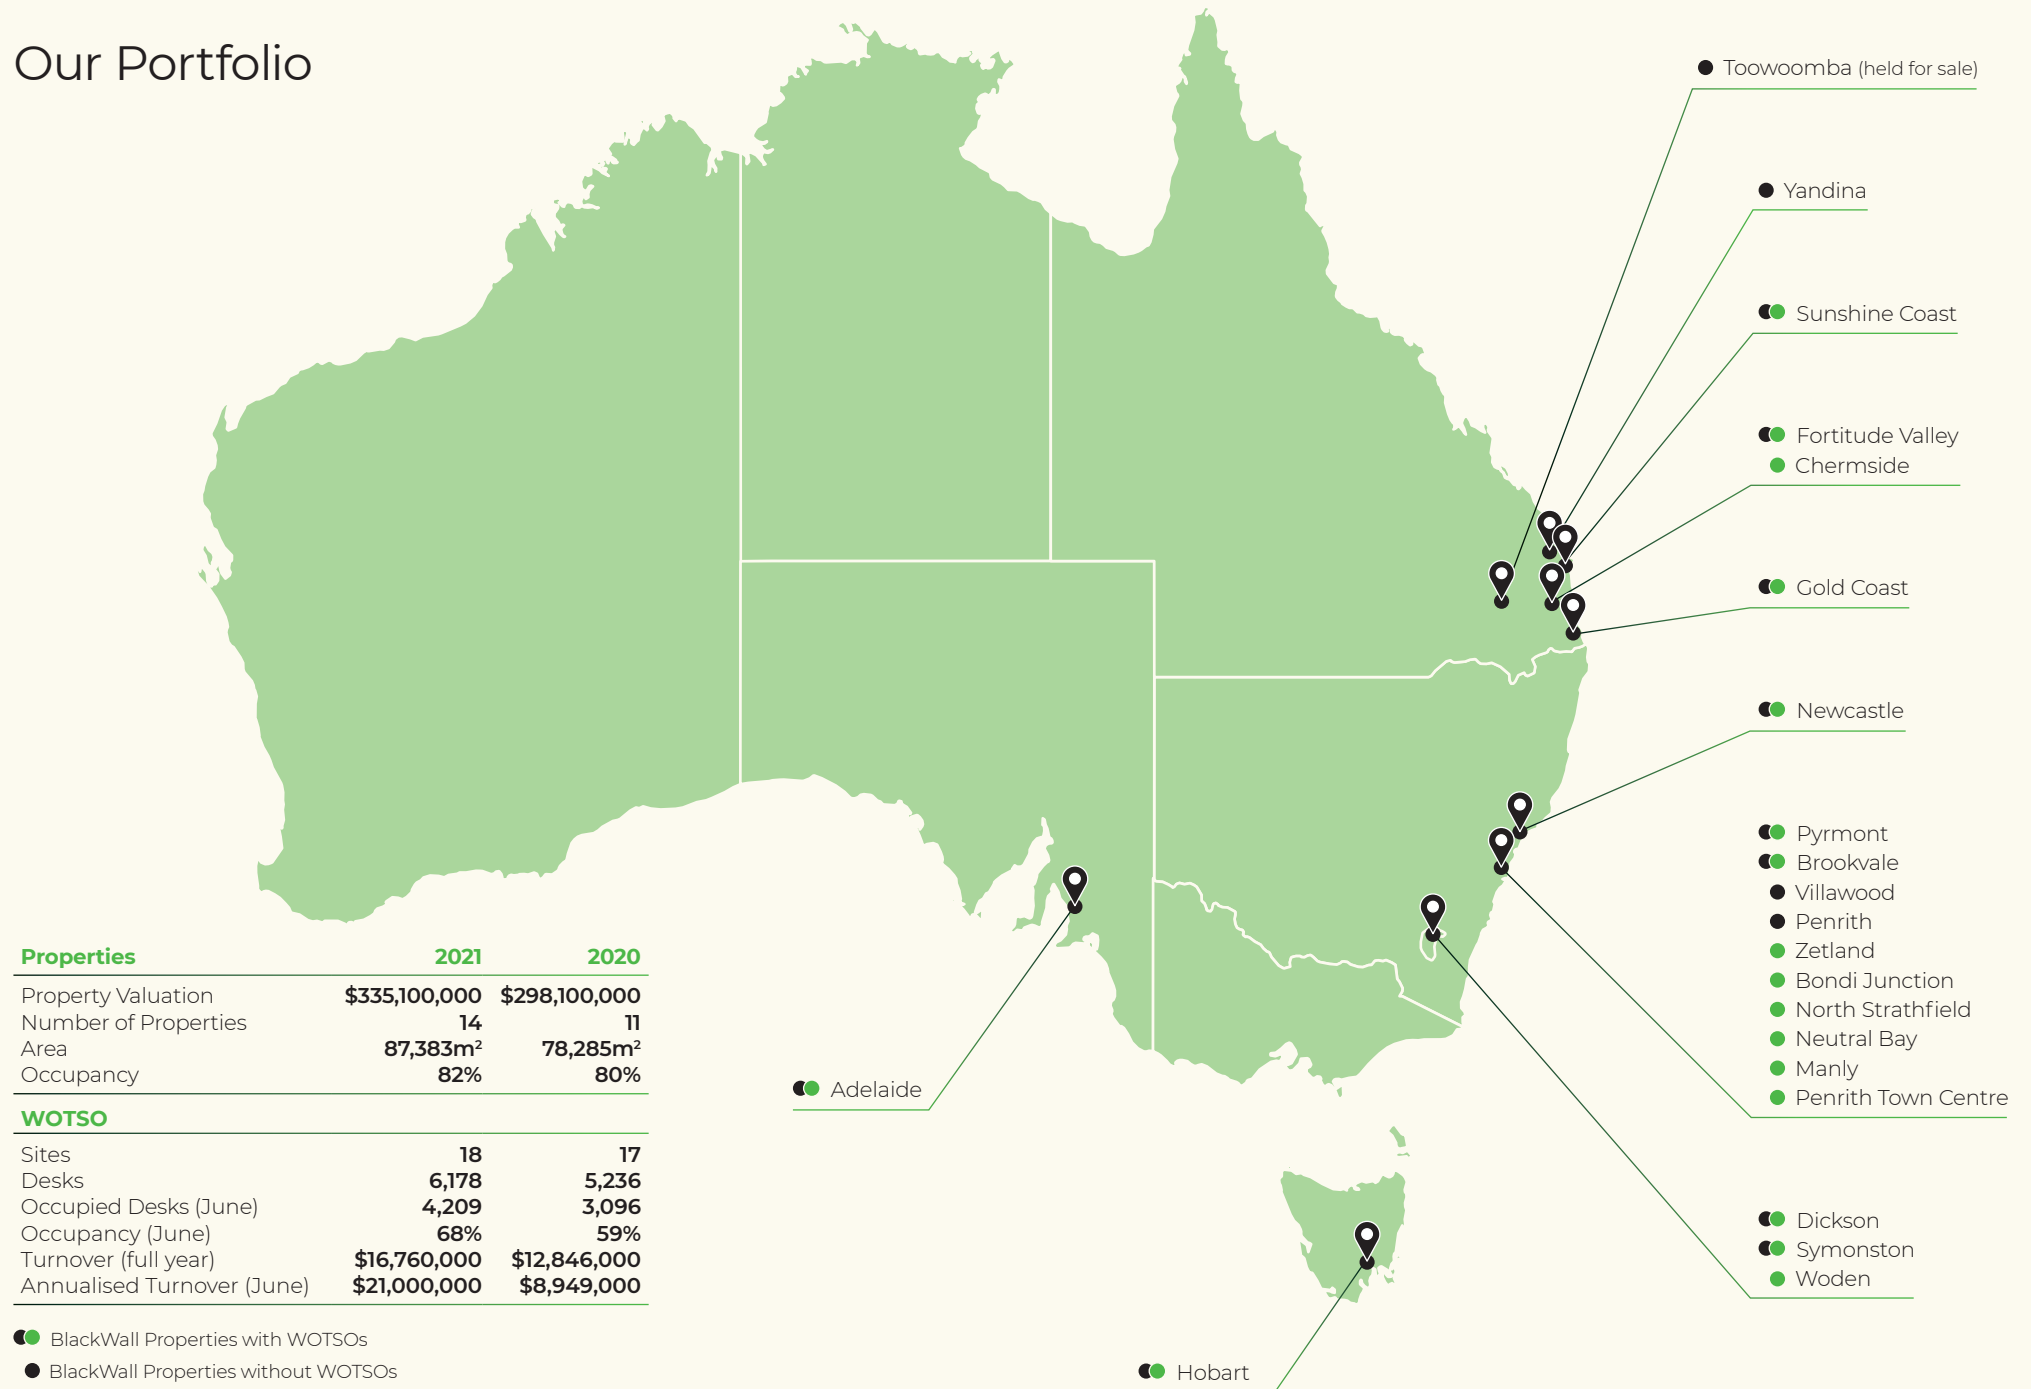 Our Portfolio
Toowoomba (held for sale)
Yandina
Sunshine Coast
Fortitude Valley
Chermside
Gold Coast
Newcastle
Pyrmont
Brookvale
Villawood
Penrith
Zetland
Bondi Junction
North Strathfield
Neutral Bay
Manly
Penrith Town Centre
Dickson
Symonston
Woden
Adelaide
Hobart
Properties 2021 2020
Property Valuation $335,100,000 $298,100,000
Number of Properties 14 11
Area 87,383m² 78,285m²
Occupancy 82% 80%
WOTSO
Sites 18 17
Desks 6,178 5,236
Occupied Desks (June) 4,209 3,096
Occupancy (June) 68% 59%
Turnover (full year) $16,760,000 $12,846,000
Annualised Turnover (June) $21,000,000 $8,949,000
BlackWall Properties with WOTSOs
BlackWall Properties without WOTSOs